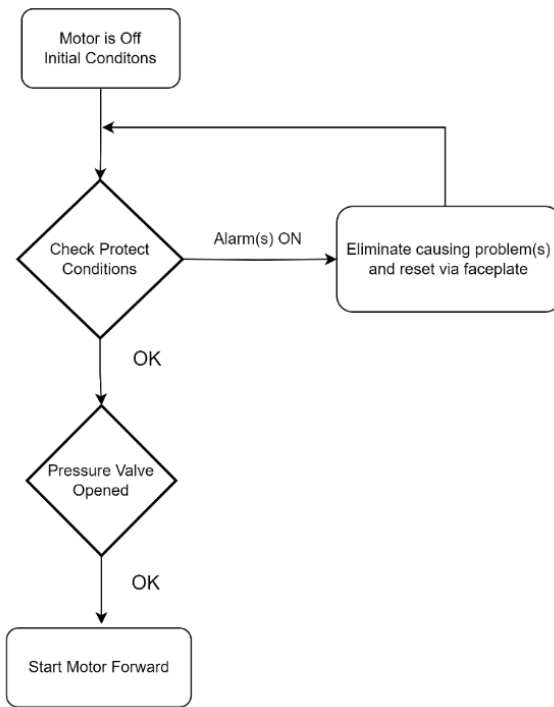 Motor is Off
Initial Conditons
Check Protect
Conditions
Alarm(s) ON
Eliminate causing problem(s)
and reset via faceplate
OK
Pressure Valve
Opened
OK
Start Motor Forward